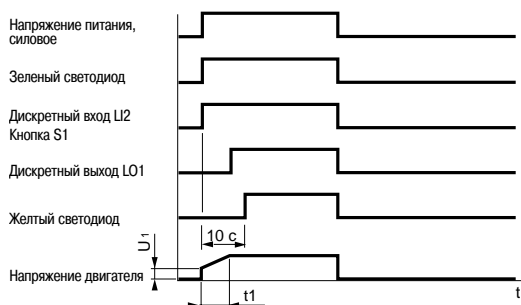 Напряжение питания,
силовое
Зеленый светодиод
Дискретный вход LI2
Кнопка S1
Дискретный выход LO1
Желтый светодиод
U1
10 с
Напряжение двигателя
t1
t